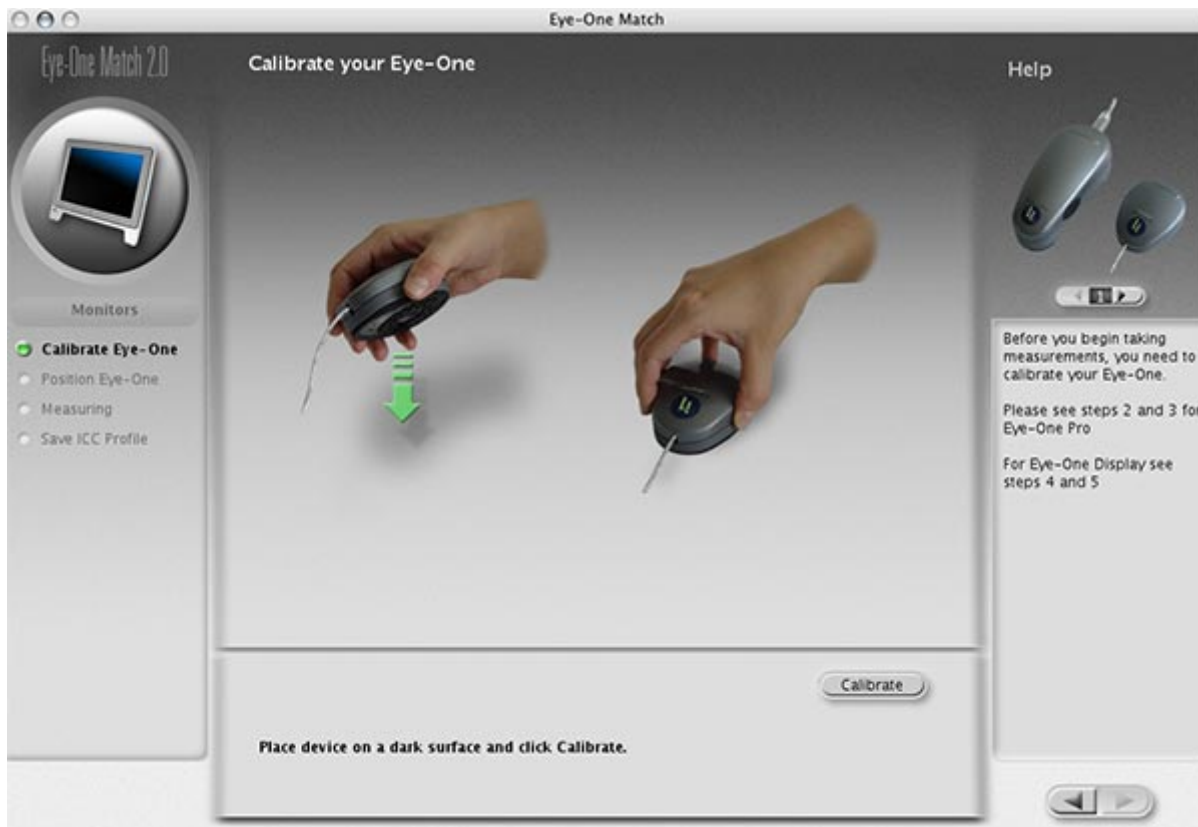 Eye-One Match
Eye-One Match 2.0
Monitors
Calibrate Eye-One
Position Eye-One
Measuring
Save ICC Profile
Calibrate your Eye-One
Calibrate
Place device on a dark surface and click Calibrate.
Help
1
Before you begin taking
measurements, you need to
calibrate your Eye-One.
Please see steps 2 and 3 for
Eye-One Pro
For Eye-One Display see
steps 4 and 5